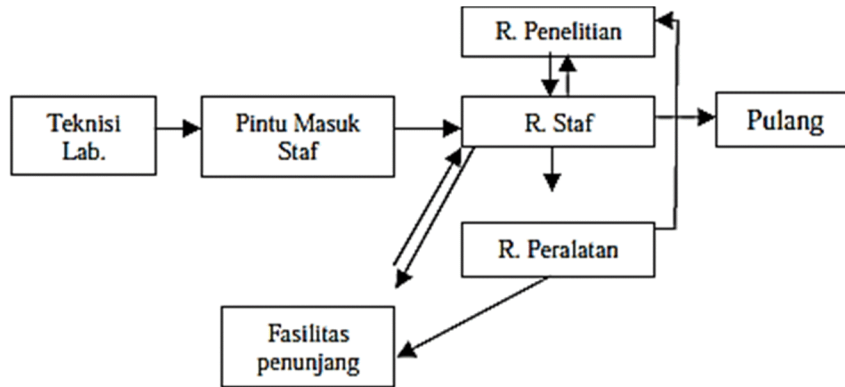 R. Penelitian
Teknisi
Lab.
Pintu Masuk
Staf
R. Staf
Pulang
R. Peralatan
Fasilitas
penunjang